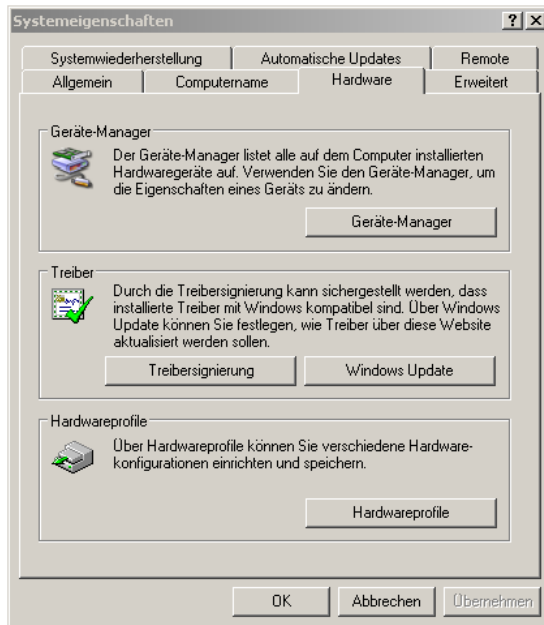 Systemeigenschaften
Systemwiederherstellung Automatische Updates Remote
Allgemein Computername Hardware Erweitert
Geräte-Manager
Der Geräte-Manager listet alle auf dem Computer installierten
Hardwaregeräte auf. Verwenden Sie den Geräte-Manager, um
die Eigenschaften eines Geräts zu ändern.
Geräte-Manager
Treiber
Durch die Treibersignierung kann sichergestellt werden, dass
installierte Treiber mit Windows kompatibel sind. Über Windows
Update können Sie festlegen, wie Treiber über diese Website
aktualisiert werden sollen.
Treibersignierung Windows Update
Hardwareprofile
Über Hardwareprofile können Sie verschiedene Hardware-
konfigurationen einrichten und speichern.
Hardwareprofile
OK Abbrechen Übernehmen